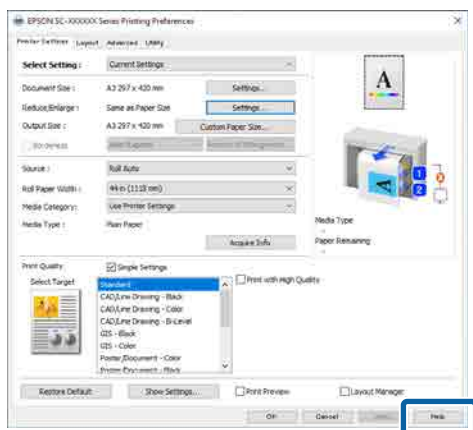 EPSON SC-XXXXXX Series Printing Preferences
Printer Settings Layout Advanced Utility
Select Setting : Current Settings
A
Document Size : A3 297 x 420 mm Settings...
Reduce/Enlarge : Same as Paper Size Settings...
Output Size : A3 297 x 420 mm Custom Paper Size...
Borderless
Source : Roll Auto
Roll Paper Width : 44 in (1118 mm)
Media Category : Use Printer Settings
Media Type : Plain Paper
Acquire Info
A 1 2
Media Type
Paper Remaining
Print Quality Simple Settings
Select Target Standard Print with High Quality
CAD/Line Drawing - Black
CAD/Line Drawing - Color
CAD/Line Drawing - Bi-Level
GIS - Black
GIS - Color
Poster/Document - Color
Poster/Document - Black
Restore Default Show Settings... Print Preview Layout Manager
OK Cancel Help